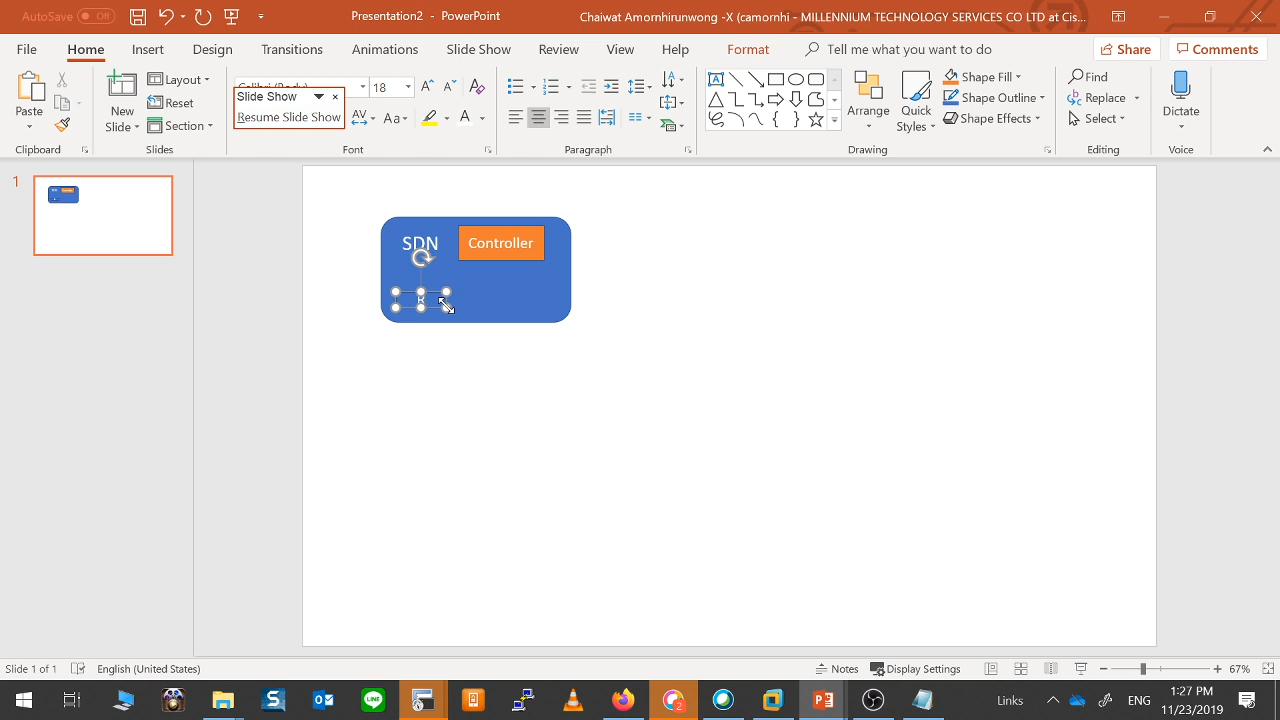 AutoSave Off
Presentation2 - PowerPoint
Chaiwat Amornhirunwong -X (camornhi - MILLENNIUM TECHNOLOGY SERVICES CO LTD at Cis...
File Home Insert Design Transitions Animations Slide Show Review View Help Format Tell me what you want to do
Share Comments
Paste
Clipboard
New
Slide
Layout
Reset
Section
Slides
18
Slide Show
Resume Slide Show
Aa
Font
Paragraph
Arrange
Quick
Styles
Shape Fill
Shape Outline
Shape Effects
Drawing
Find
Replace
Select
Editing
Dictate
Voice
1
SDN
Controller
Slide 1 of 1
English (United States)
Notes
Display Settings
67%
Links
ENG
1:27 PM
11/23/2019